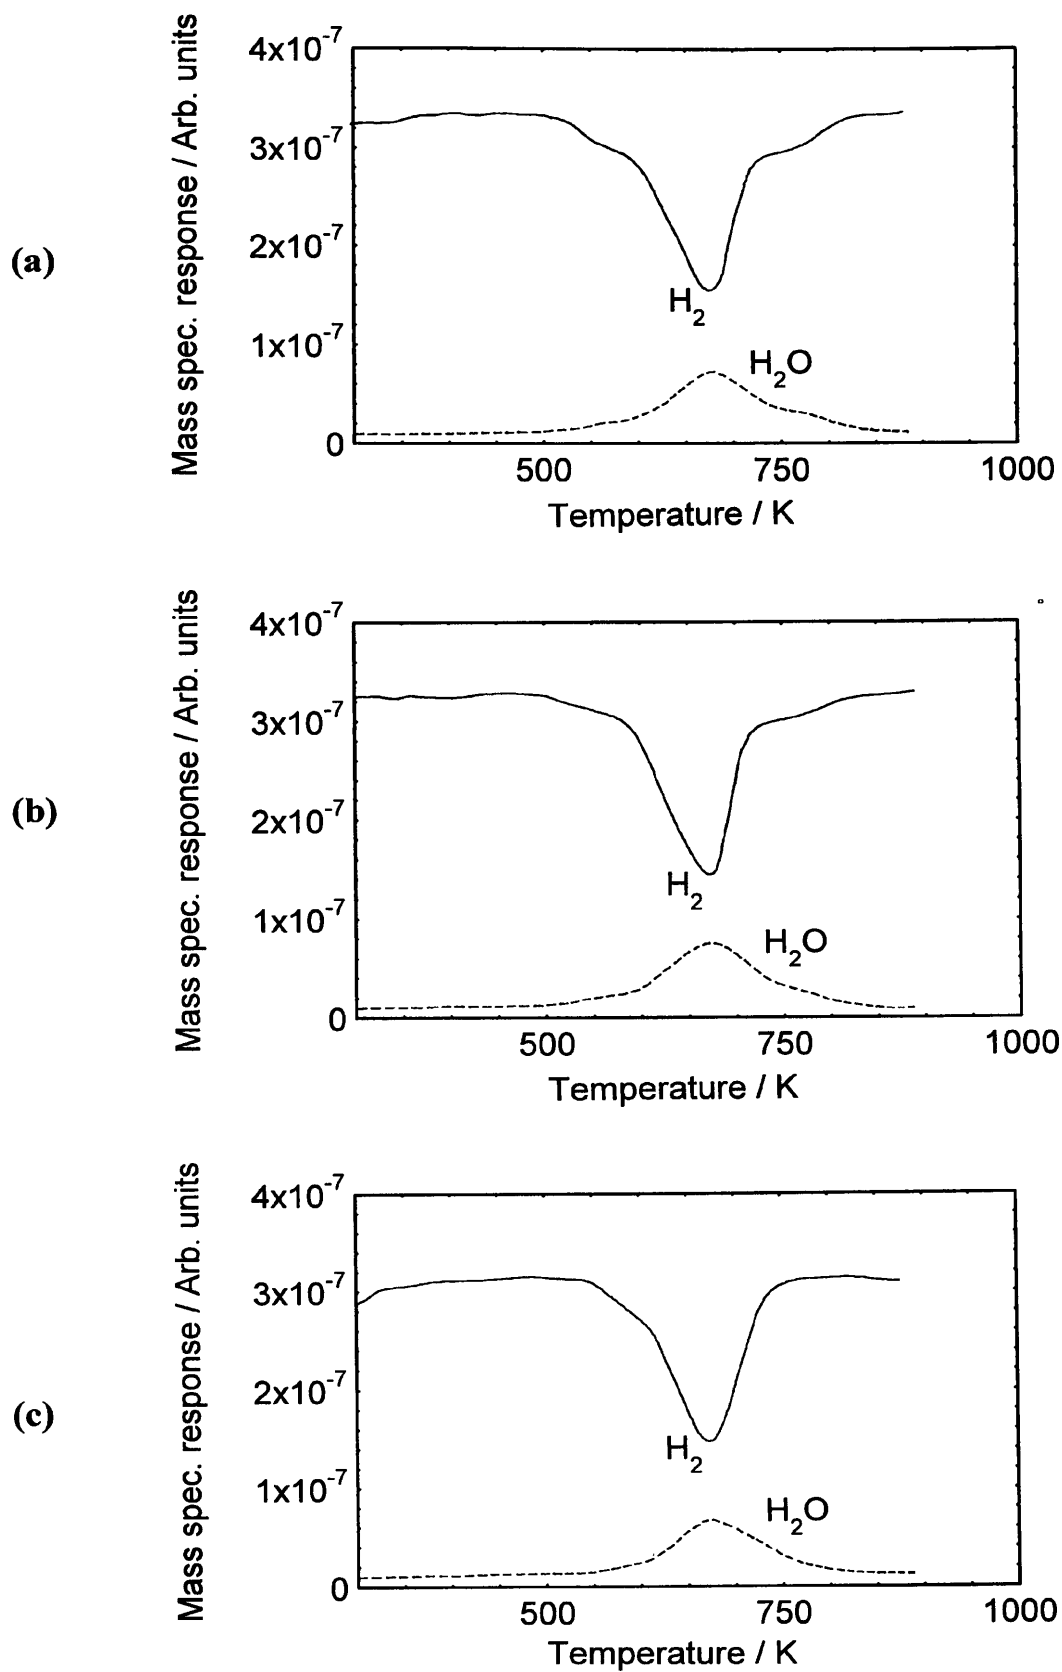 (a)
Mass spec. response / Arb. units
4x10-7
3x10-7
2x10-7
1x10-7
0
H2
H2O
500 750 1000
Temperature / K
(b)
Mass spec. response / Arb. units
4x10-7
3x10-7
2x10-7
1x10-7
0
H2
H2O
500 750 1000
Temperature / K
(c)
Mass spec. response / Arb. units
4x10-7
3x10-7
2x10-7
1x10-7
0
H2
H2O
500 750 1000
Temperature / K